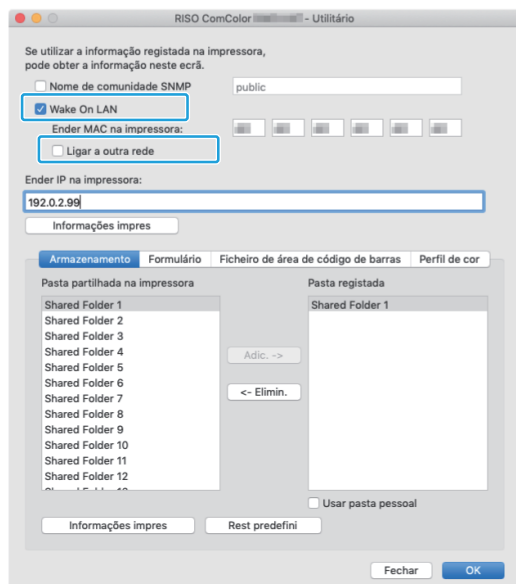 RISO ComColor - Utilitário
Se utilizar a informação registada na impressora,
pode obter a informação neste ecrã.
Nome de comunidade SNMP
public
Wake On LAN
Ender MAC na impressora:
Ligar a outra rede
Ender IP na impressora:
192.0.2.99
Informações impres
Armazenamento Formulário Ficheiro de área de código de barras Perfil de cor
Pasta partilhada na impressora
Shared Folder 1
Shared Folder 2
Shared Folder 3
Shared Folder 4
Shared Folder 5
Shared Folder 6
Shared Folder 7
Shared Folder 8
Shared Folder 9
Shared Folder 10
Shared Folder 11
Shared Folder 12
Adic. ->
<- Elimin.
Pasta registada
Shared Folder 1
Usar pasta pessoal
Informações impres
Rest predefini
Fechar
OK